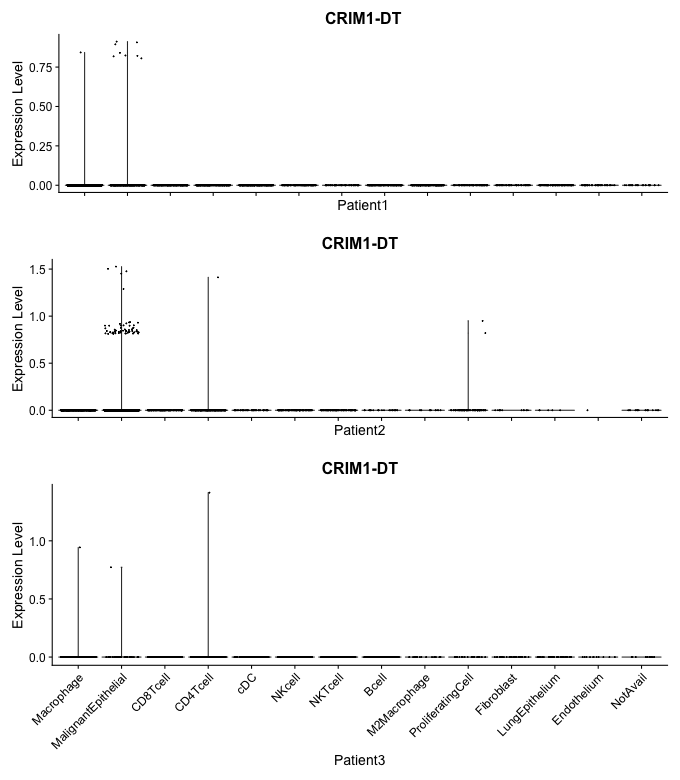 CRIM1-DT
Expression Level
0.75
0.50
0.25
0.00
Patient1
CRIM1-DT
Expression Level
1.5
1.0
0.5
0.0
Patient2
CRIM1-DT
Expression Level
1.0
0.5
0.0
Macrophage
MalignantEpithelial
CD8Tcell
CD4Tcell
cDC
NKcell
NKTcell
Bcell
M2Macrophage
ProliferatingCell
Fibroblast
LungEpithelium
Endothelium
NotAvail
Patient3